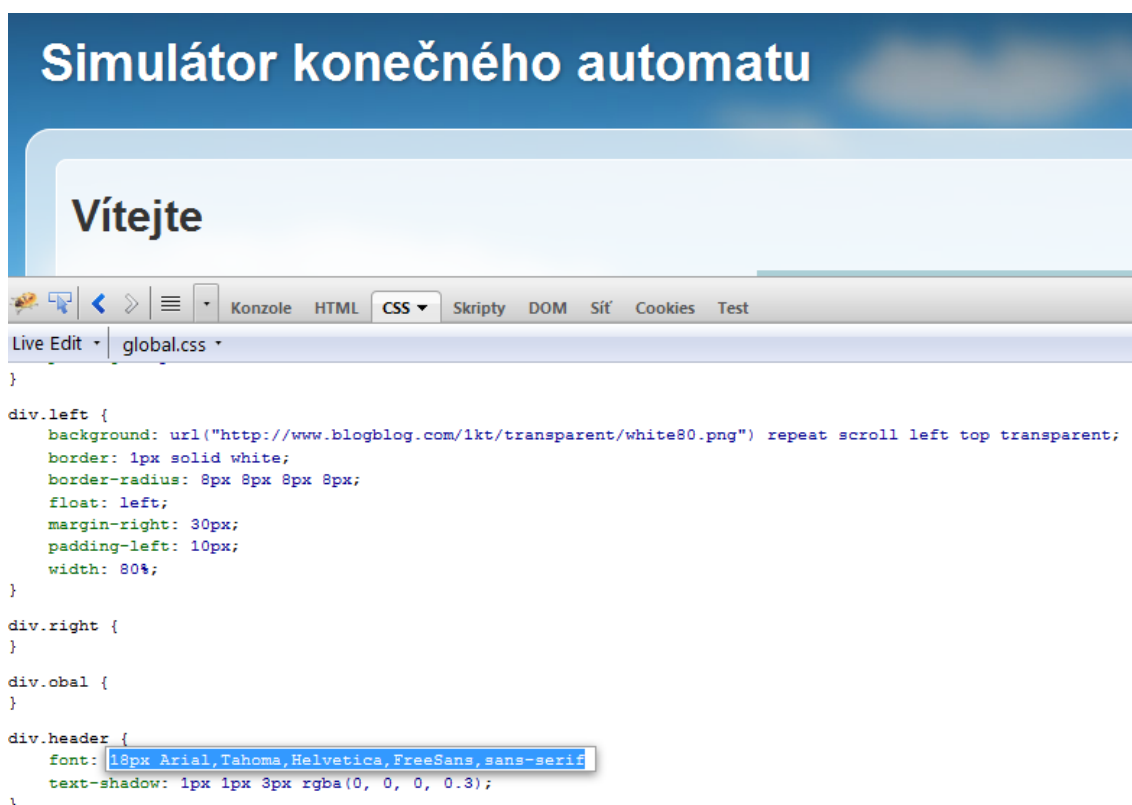 Simulátor konečného automatu
Vítejte
Konzole HTML CSS Skripty DOM Síť Cookies Test
Live Edit global.css
}
div.left {
background: url("http://www.blogblog.com/1kt/transparent/white80.png") repeat scroll left top transparent;
border: 1px solid white;
border-radius: 8px 8px 8px 8px;
float: left;
margin-right: 30px;
padding-left: 10px;
width: 80%;
}
div.right {
}
div.obal {
}
div.header {
font: 18px Arial,Tahoma,Helvetica,FreeSans,sans-serif
text-shadow: 1px 1px 3px rgba(0, 0, 0, 0.3);
}